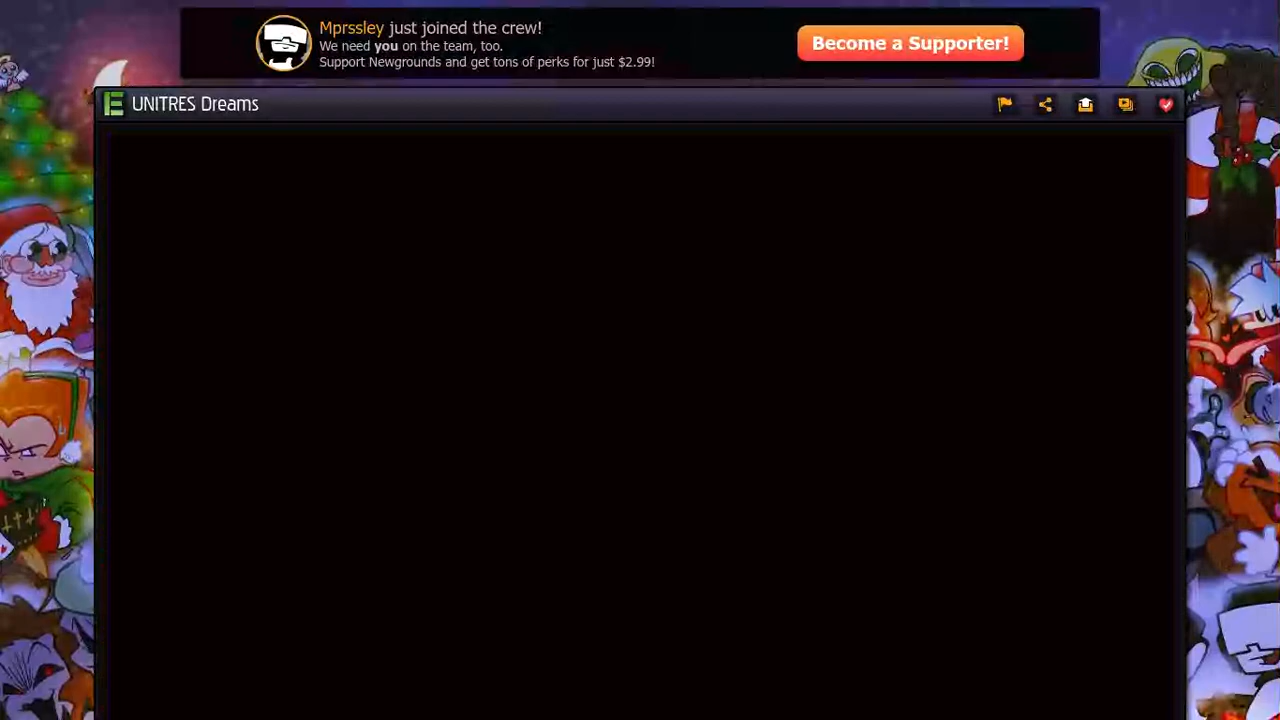 Mprssley just joined the crew!
We need you on the team, too.
Support Newgrounds and get tons of perks for just $2.99!
Become a Supporter!
E UNITRES Dreams